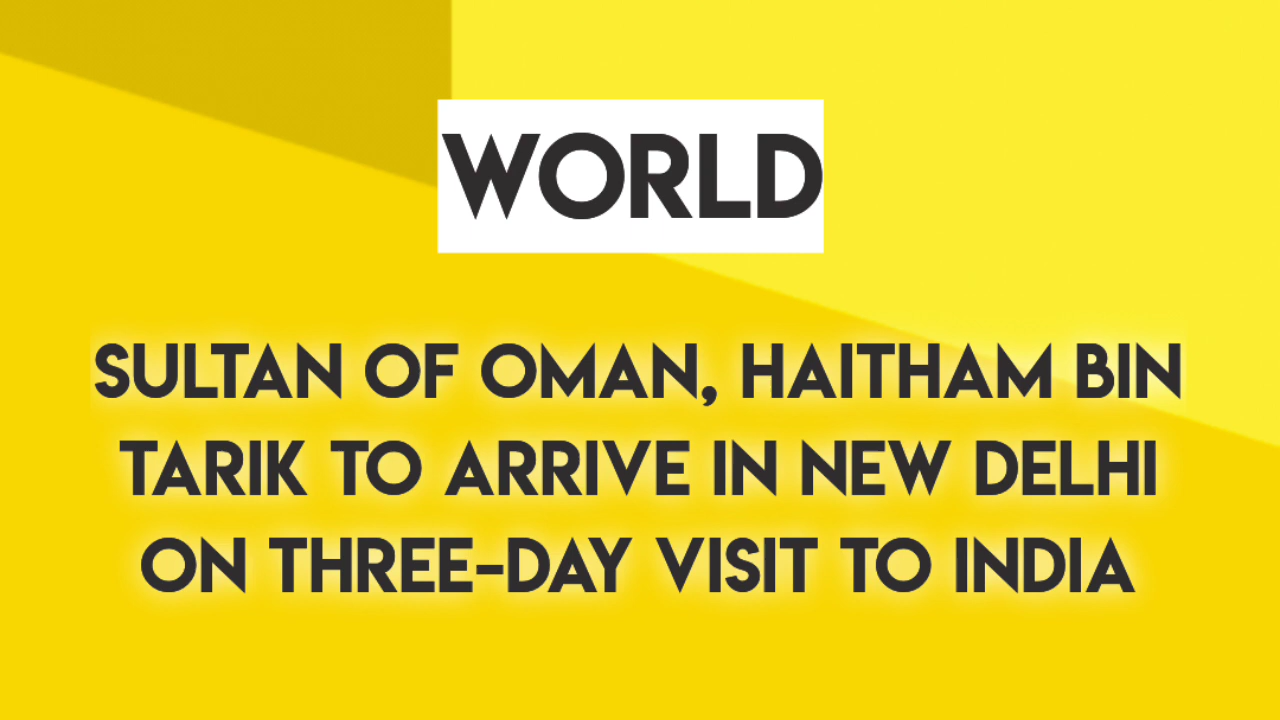 WORLD
SULTAN OF OMAN, HAITHAM BIN
TARIK TO ARRIVE IN NEW DELHI
ON THREE-DAY VISIT TO INDIA